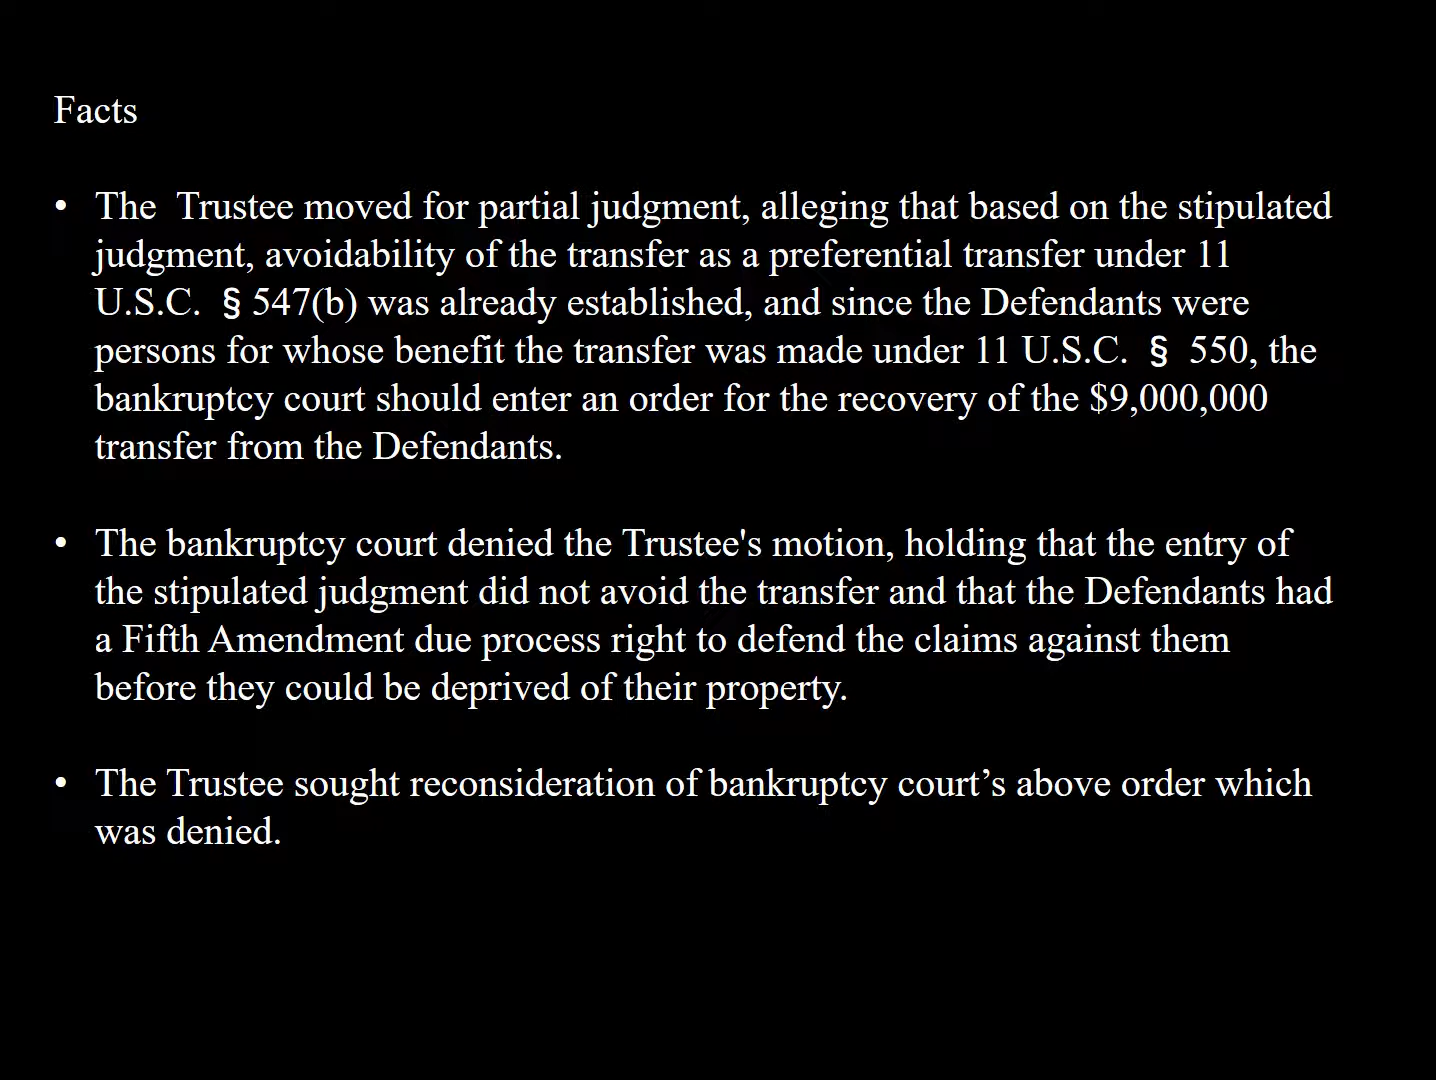 Facts
• The  Trustee moved for partial judgment, alleging that based on the stipulated
judgment, avoidability of the transfer as a preferential transfer under 11
U.S.C.  § 547(b) was already established, and since the Defendants were
persons for whose benefit the transfer was made under 11 U.S.C.  §  550, the
bankruptcy court should enter an order for the recovery of the $9,000,000
transfer from the Defendants.
• The bankruptcy court denied the Trustee's motion, holding that the entry of
the stipulated judgment did not avoid the transfer and that the Defendants had
a Fifth Amendment due process right to defend the claims against them
before they could be deprived of their property.
• The Trustee sought reconsideration of bankruptcy court’s above order which
was denied.